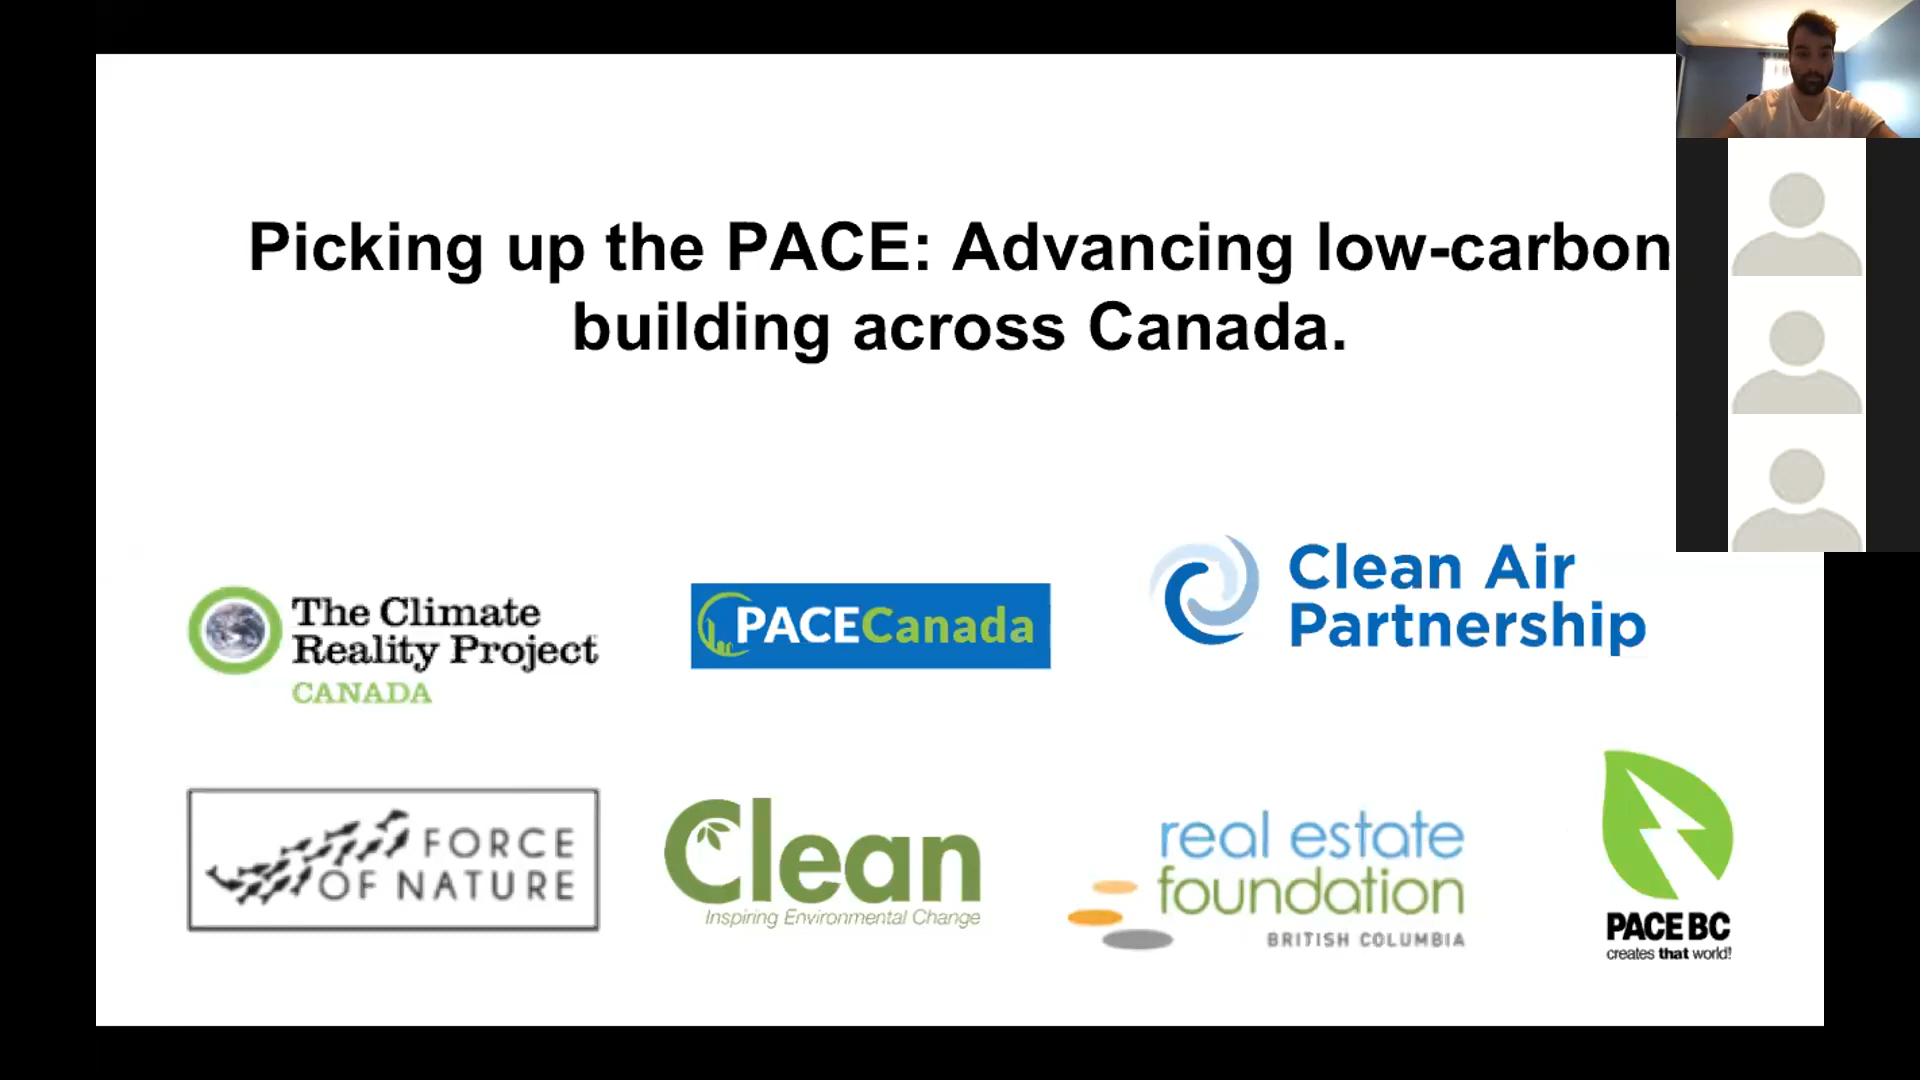 Picking up the PACE: Advancing low-carbon
building across Canada.
The Climate
Reality Project
CANADA
PACECanada
Clean Air
Partnership
FORCE
OF NATURE
Clean
Inspiring Environmental Change
real estate
foundation
BRITISH COLUMBIA
PACE BC
creates that world!